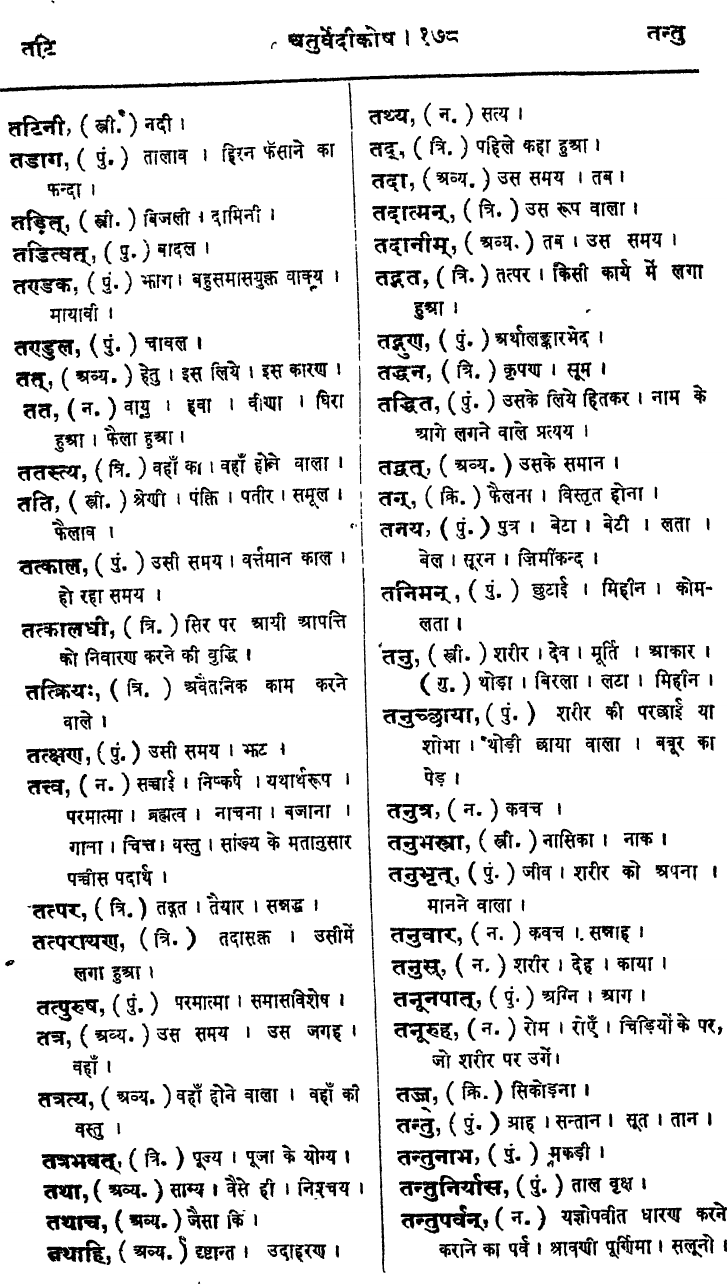 तटि
चतुर्वेदीकोष । १७८
तन्तु
तटिनी, ( स्त्री. ) नदी ।
तडाग, ( पुं. ) तालाव । हिरन फँसाने का
फन्दा ।
तड़ित्, ( स्त्री. ) बिजली । दामिनी ।
तडित्वत्, ( पु. ) बादल ।
तण्डक, ( पुं. ) झाग । बहुसमासयुक्त वाक्य ।
मायावी ।
तण्डुल, ( पुं. ) चावल ।
तत्, ( अव्य. ) हेतु । इस लिये । इस कारण ।
तत, ( न. ) वायु । हवा । वीणा । घिरा
हुआ । फैला हुआ ।
ततस्त्य, ( त्रि. ) वहाँ का । वहाँ होने वाला ।
तति, ( स्त्री. ) श्रेणी । पंक्ति । पतीर । समूल ।
फैलाव ।
तत्काल, ( पुं. ) उसी समय । वर्त्तमान काल ।
हो रहा समय ।
तत्कालधी, ( त्रि. ) सिर पर आयी आपत्ति
को निवारण करने की बुद्धि ।
तत्क्रियः, ( त्रि. ) अवैतनिक काम करने
वाले ।
तत्क्षण, ( पुं. ) उसी समय । झट ।
तत्त्व, ( न. ) सच्चाई । निष्कर्ष । यथार्थरूप ।
परमात्मा । ब्रह्मत्व । नाचना । बजाना ।
गाना । चित्त । वस्तु । सांख्य के मतानुसार
पच्चीस पदार्थ ।
तत्पर, ( त्रि. ) तद्गत । तैयार । सन्नद्ध ।
तत्परायण, ( त्रि. ) तदासक्त । उसीमें
लगा हुआ ।
तत्पुरुष, ( पुं. ) परमात्मा । समासविशेष ।
तत्र, ( अव्य. ) उस समय । उस जगह ।
वहाँ ।
तत्रत्य, ( अव्य. ) वहाँ होने वाला । वहाँ की
वस्तु ।
तत्रभवत्, ( त्रि. ) पूज्य । पूजा के योग्य ।
तथा, ( अव्य. ) साम्य । वैसे ही । निश्चय ।
तथाच, ( अव्य. ) जैसा कि ।
तथाहि, ( अव्य. ) दृष्टान्त । उदाहरण ।
तथ्य, ( न. ) सत्य ।
तद्, ( त्रि. ) पहिले कहा हुआ ।
तदा, ( अव्य. ) उस समय । तब ।
तदात्मन्, ( त्रि. ) उस रूप वाला ।
तदानीम्, ( अव्य. ) तब । उस समय ।
तद्गत, ( त्रि. ) तत्पर । किसी कार्य में लगा
हुआ ।
तद्गुण, ( पुं. ) अर्थालङ्कारभेद ।
तद्धन, ( त्रि. ) कृपण । सूम ।
तद्धित, ( पुं. ) उसके लिये हितकर । नाम के
आगे लगने वाले प्रत्यय ।
तद्वत्, ( अव्य. ) उसके समान ।
तन्, ( क्रि. ) फैलना । विस्तृत होना ।
तनय, ( पुं. ) पुत्र । बेटा । बेटी । लता ।
बेल । सूरन । ज़िमींकन्द ।
तनिमन्, ( पुं. ) छुटाई । मिहीन । कोम-
लता ।
तनु, ( स्त्री. ) शरीर । देव । मूर्ति । आकार ।
( गु. ) थोड़ा । बिरला । लटा । मिहीन ।
तनुच्छाया, ( पुं. ) शरीर की परछाईं या
शोभा । थोड़ी छाया वाला । बबूर का
पेड़ ।
तनुत्र, ( न. ) कवच ।
तनुभस्त्रा, ( स्त्री. ) नासिका । नाक ।
तनुभृत्, ( पुं. ) जीव । शरीर को अपना ।
मानने वाला ।
तनुवार, ( न. ) कवच । सन्नाह ।
तनुस्, ( न. ) शरीर । देह । काया ।
तनूनपात्, ( पुं. ) अग्नि । आग ।
तनूरुह, ( न. ) रोम । रोएँ । चिड़ियों के पर,
जो शरीर पर उगें ।
तञ्ज, ( क्रि. ) सिकोड़ना ।
तन्तु, ( पुं. ) ग्राह । सन्तान । सूत । तान ।
तन्तुनाभ, ( पुं. ) मकड़ी ।
तन्तुनिर्यास, ( पुं. ) ताल वृक्ष ।
तन्तुपर्वन्, ( न. ) यज्ञोपवीत धारण करने
कराने का पर्व । श्रावणी पूर्णिमा । सलूनो ।